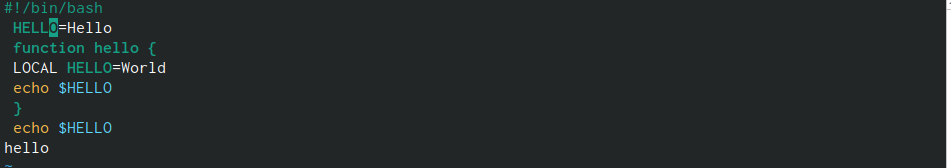 #!/bin/bash
HELLO=Hello
function hello {
LOCAL HELLO=World
echo $HELLO
}
echo $HELLO
hello
~